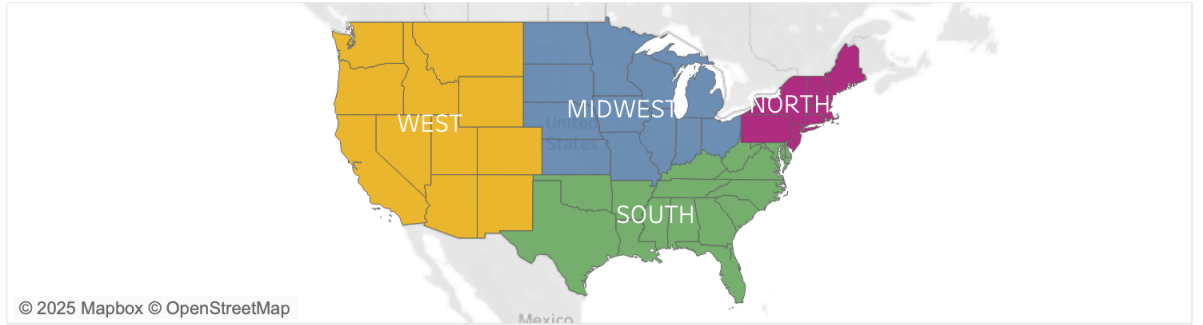 WEST
MIDWEST
NORTH
United
States
SOUTH
© 2025 Mapbox © OpenStreetMap
Mexico